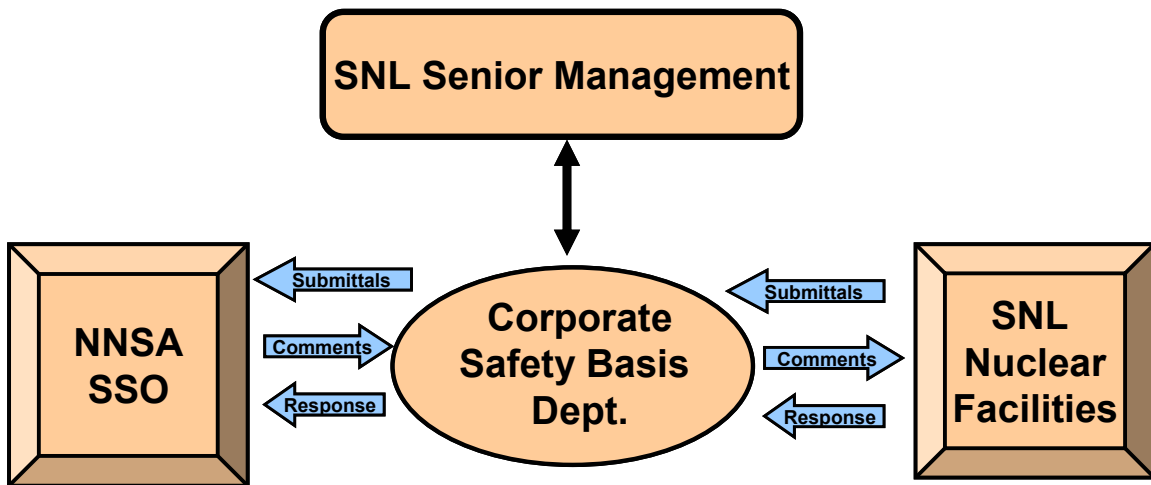 SNL Senior Management
NNSA
SSO
Submittals
Comments
Response
Corporate
Safety Basis
Dept.
Submittals
Comments
Response
SNL
Nuclear
Facilities